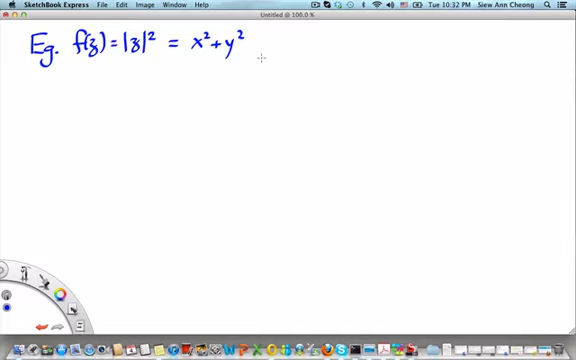 SketchBook Express File Edit Image Window Tue 10:32 PM Siew Ann Cheong
Untitled @ 100.0 %
Eg. f(z) = |z|² = x² + y²